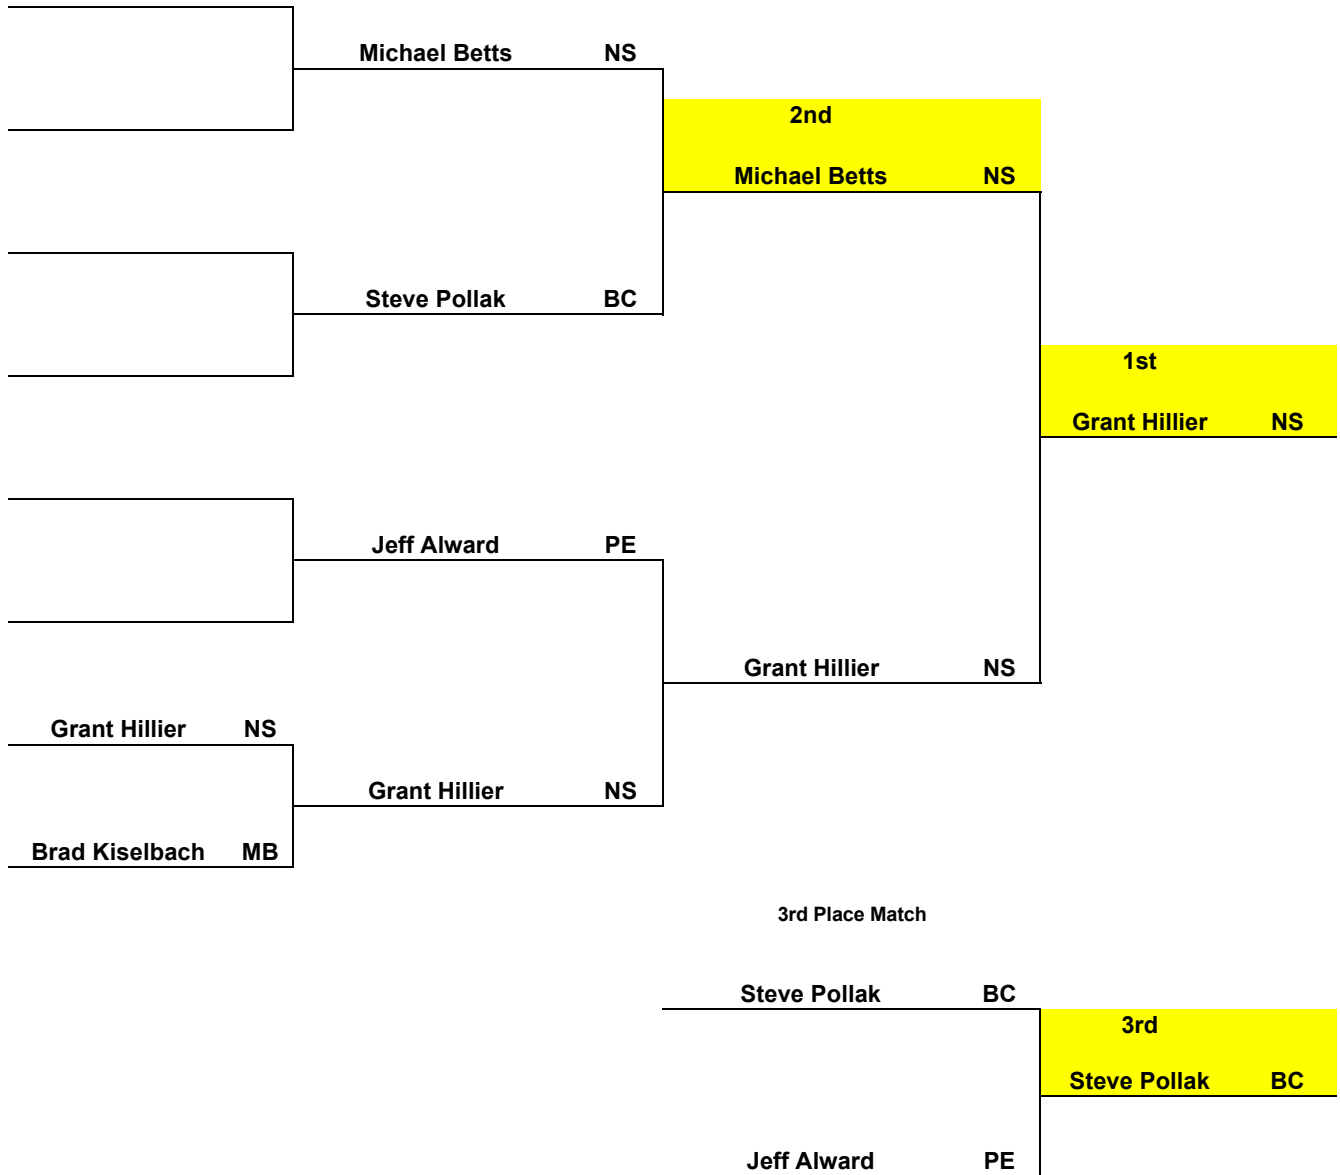 Michael Betts NS
2nd
Michael Betts NS
Steve Pollak BC
1st
Grant Hillier NS
Jeff Alward PE
Grant Hillier NS
Grant Hillier NS
Grant Hillier NS
Brad Kiselbach MB
3rd Place Match
Steve Pollak BC
3rd
Steve Pollak BC
Jeff Alward PE